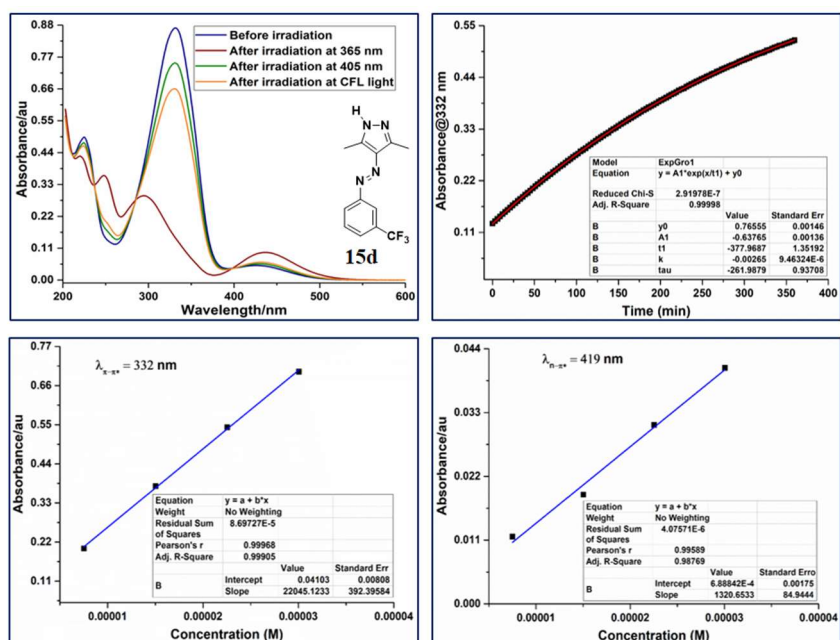 0.88
0.77
0.66
0.55
0.44
0.33
0.22
0.11
0.00
Absorbance/au
Before irradiation
After irradiation at 365 nm
After irradiation at 405 nm
After irradiation at CFL light
H
N
N
N
N
CF3
15d
200 300 400 500 600
Wavelength/nm
0.55
0.44
0.33
0.22
0.11
Absorbance@332 nm
Model ExpGro1
Equation y = A1*exp(x/t1) + y0
Reduced Chi-S 2.91978E-7
Adj. R-Square 0.99998
Value Standard Err
B y0 0.76555 0.00146
B A1 -0.63765 0.00136
B t1 -377.9687 1.35192
B k -0.00265 9.46324E-6
B tau -261.9879 0.93708
0 50 100 150 200 250 300 350 400
Time (min)
0.77
0.66
0.55
0.44
0.33
0.22
0.11
Absorbance/au
λπ-π* = 332 nm
Equation y = a + b*x
Weight No Weighting
Residual Sum of Squares 8.69727E-5
Pearson's r 0.99968
Adj. R-Square 0.99905
Value Standard Err
B Intercept 0.04103 0.00808
Slope 22045.1233 392.39584
0.00001 0.00002 0.00003 0.00004
Concentration (M)
0.044
0.033
0.022
0.011
0.000
Absorbance/au
λn-π* = 419 nm
Equation y = a + b*x
Weight No Weighting
Residual Sum of Squares 4.07571E-6
Pearson's r 0.99589
Adj. R-Square 0.98769
Value Standard Erro
B Intercept 6.88842E-4 0.00175
Slope 1320.6533 84.9444
0.00001 0.00002 0.00003 0.00004
Concentration (M)